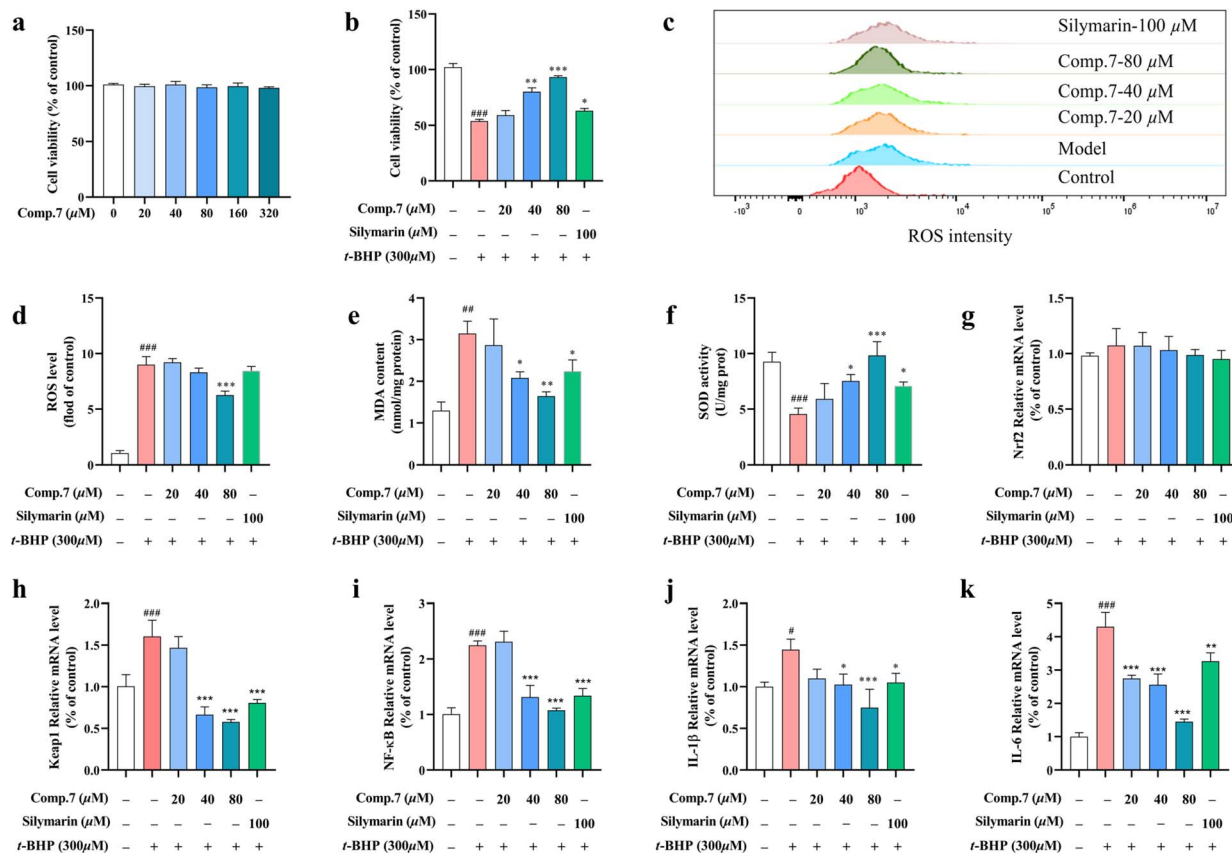 a
Cell viability (% of control)
150
100
50
0
Comp.7 (μM) 0 20 40 80 160 320
b
Cell viability (% of control)
150
100
50
0
###
**
***
*
Comp.7 (μM) – – 20 40 80 –
Silymarin (μM) – – – – – 100
t-BHP (300μM) – + + + + +
c
Silymarin-100 μM
Comp.7-80 μM
Comp.7-40 μM
Comp.7-20 μM
Model
Control
-10³ 0 10³ 10⁴ 10⁵ 10⁶ 10⁷
ROS intensity
d
ROS level
(flod of control)
15
10
5
0
###
***
Comp.7 (μM) – – 20 40 80 –
Silymarin (μM) – – – – – 100
t-BHP (300μM) – + + + + +
e
MDA content
(nmol/mg protein)
4
3
2
1
0
##
*
**
*
Comp.7 (μM) – – 20 40 80 –
Silymarin (μM) – – – – – 100
t-BHP (300μM) – + + + + +
f
SOD activity
(U/mg prot)
15
10
5
0
###
*
***
*
Comp.7 (μM) – – 20 40 80 –
Silymarin (μM) – – – – – 100
t-BHP (300μM) – + + + + +
g
Nrf2 Relative mRNA level
(% of control)
1.5
1.0
0.5
0.0
Comp.7 (μM) – – 20 40 80 –
Silymarin (μM) – – – – – 100
t-BHP (300μM) – + + + + +
h
Keap1 Relative mRNA level
(% of control)
2.0
1.5
1.0
0.5
0.0
###
***
***
***
Comp.7 (μM) – – 20 40 80 –
Silymarin (μM) – – – – – 100
t-BHP (300μM) – + + + + +
i
NF-κB Relative mRNA level
(% of control)
3
2
1
0
###
***
***
***
Comp.7 (μM) – – 20 40 80 –
Silymarin (μM) – – – – – 100
t-BHP (300μM) – + + + + +
j
IL-1β Relative mRNA level
(% of control)
2.0
1.5
1.0
0.5
0.0
#
*
***
*
Comp.7 (μM) – – 20 40 80 –
Silymarin (μM) – – – – – 100
t-BHP (300μM) – + + + + +
k
IL-6 Relative mRNA level
(% of control)
5
4
3
2
1
0
###
***
***
***
**
Comp.7 (μM) – – 20 40 80 –
Silymarin (μM) – – – – – 100
t-BHP (300μM) – + + + + +